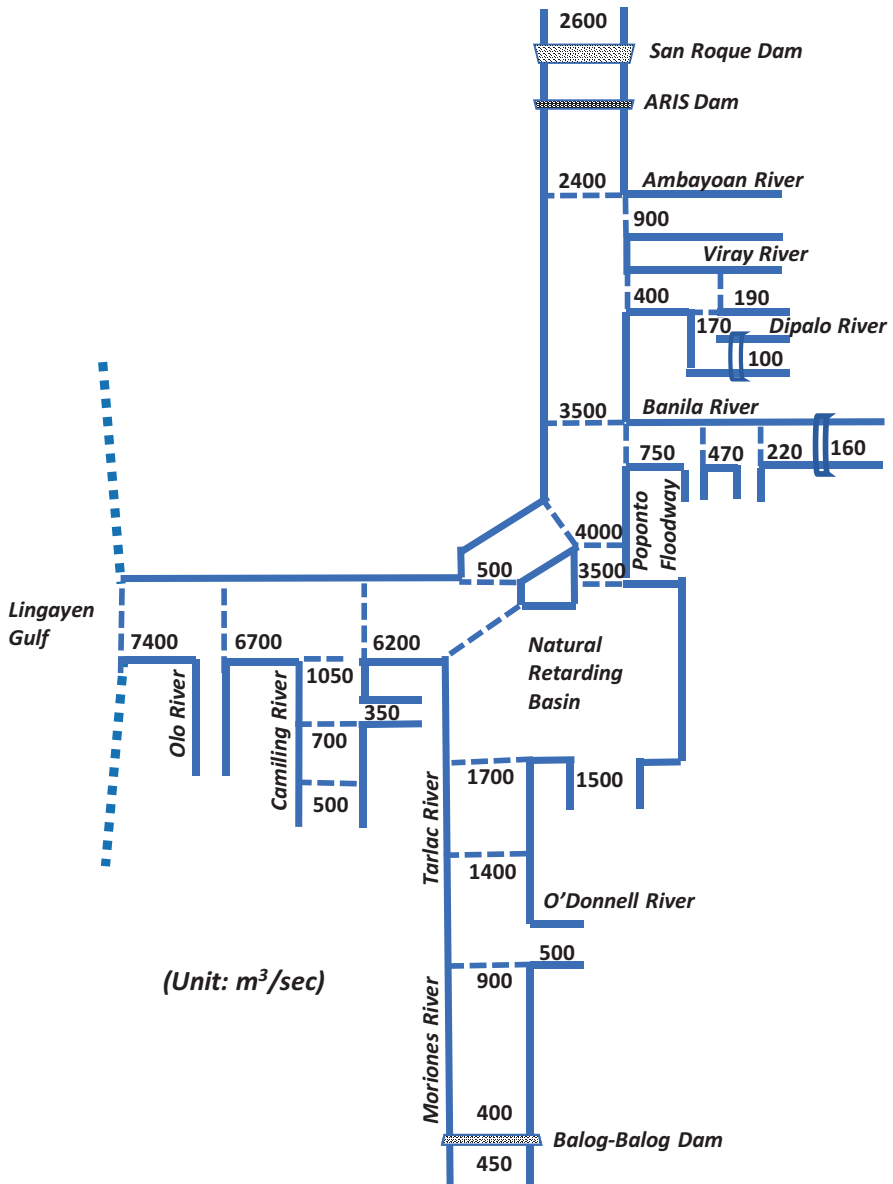 2600
San Roque Dam
ARIS Dam
2400
Ambayoan River
900
Viray River
400
190
170
Dipalo River
100
3500
Banila River
750
470
220
160
Poponto
Floodway
4000
500
3500
Lingayen
Gulf
7400
6700
6200
1050
Natural
Retarding
Basin
Olo River
Camiling River
350
700
500
Tarlac River
1700
1500
1400
O'Donnell River
500
900
(Unit: m³/sec)
Moriones River
400
Balog-Balog Dam
450